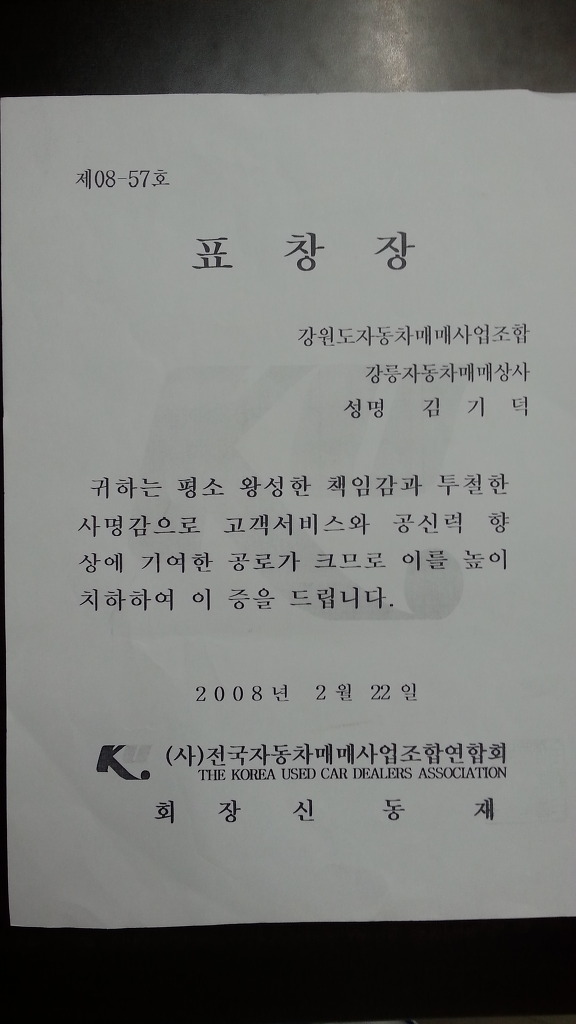 제08-57호
표 창 장
강원도자동차매매사업조합
강릉자동차매매상사
성명 김 기 덕
귀하는 평소 왕성한 책임감과 투철한
사명감으로 고객서비스와 공신력 향
상에 기여한 공로가 크므로 이를 높이
치하하여 이 증을 드립니다.
2008년 2월 22일
(사)전국자동차매매사업조합연합회
THE KOREA USED CAR DEALERS ASSOCIATION
회 장 신 동 재